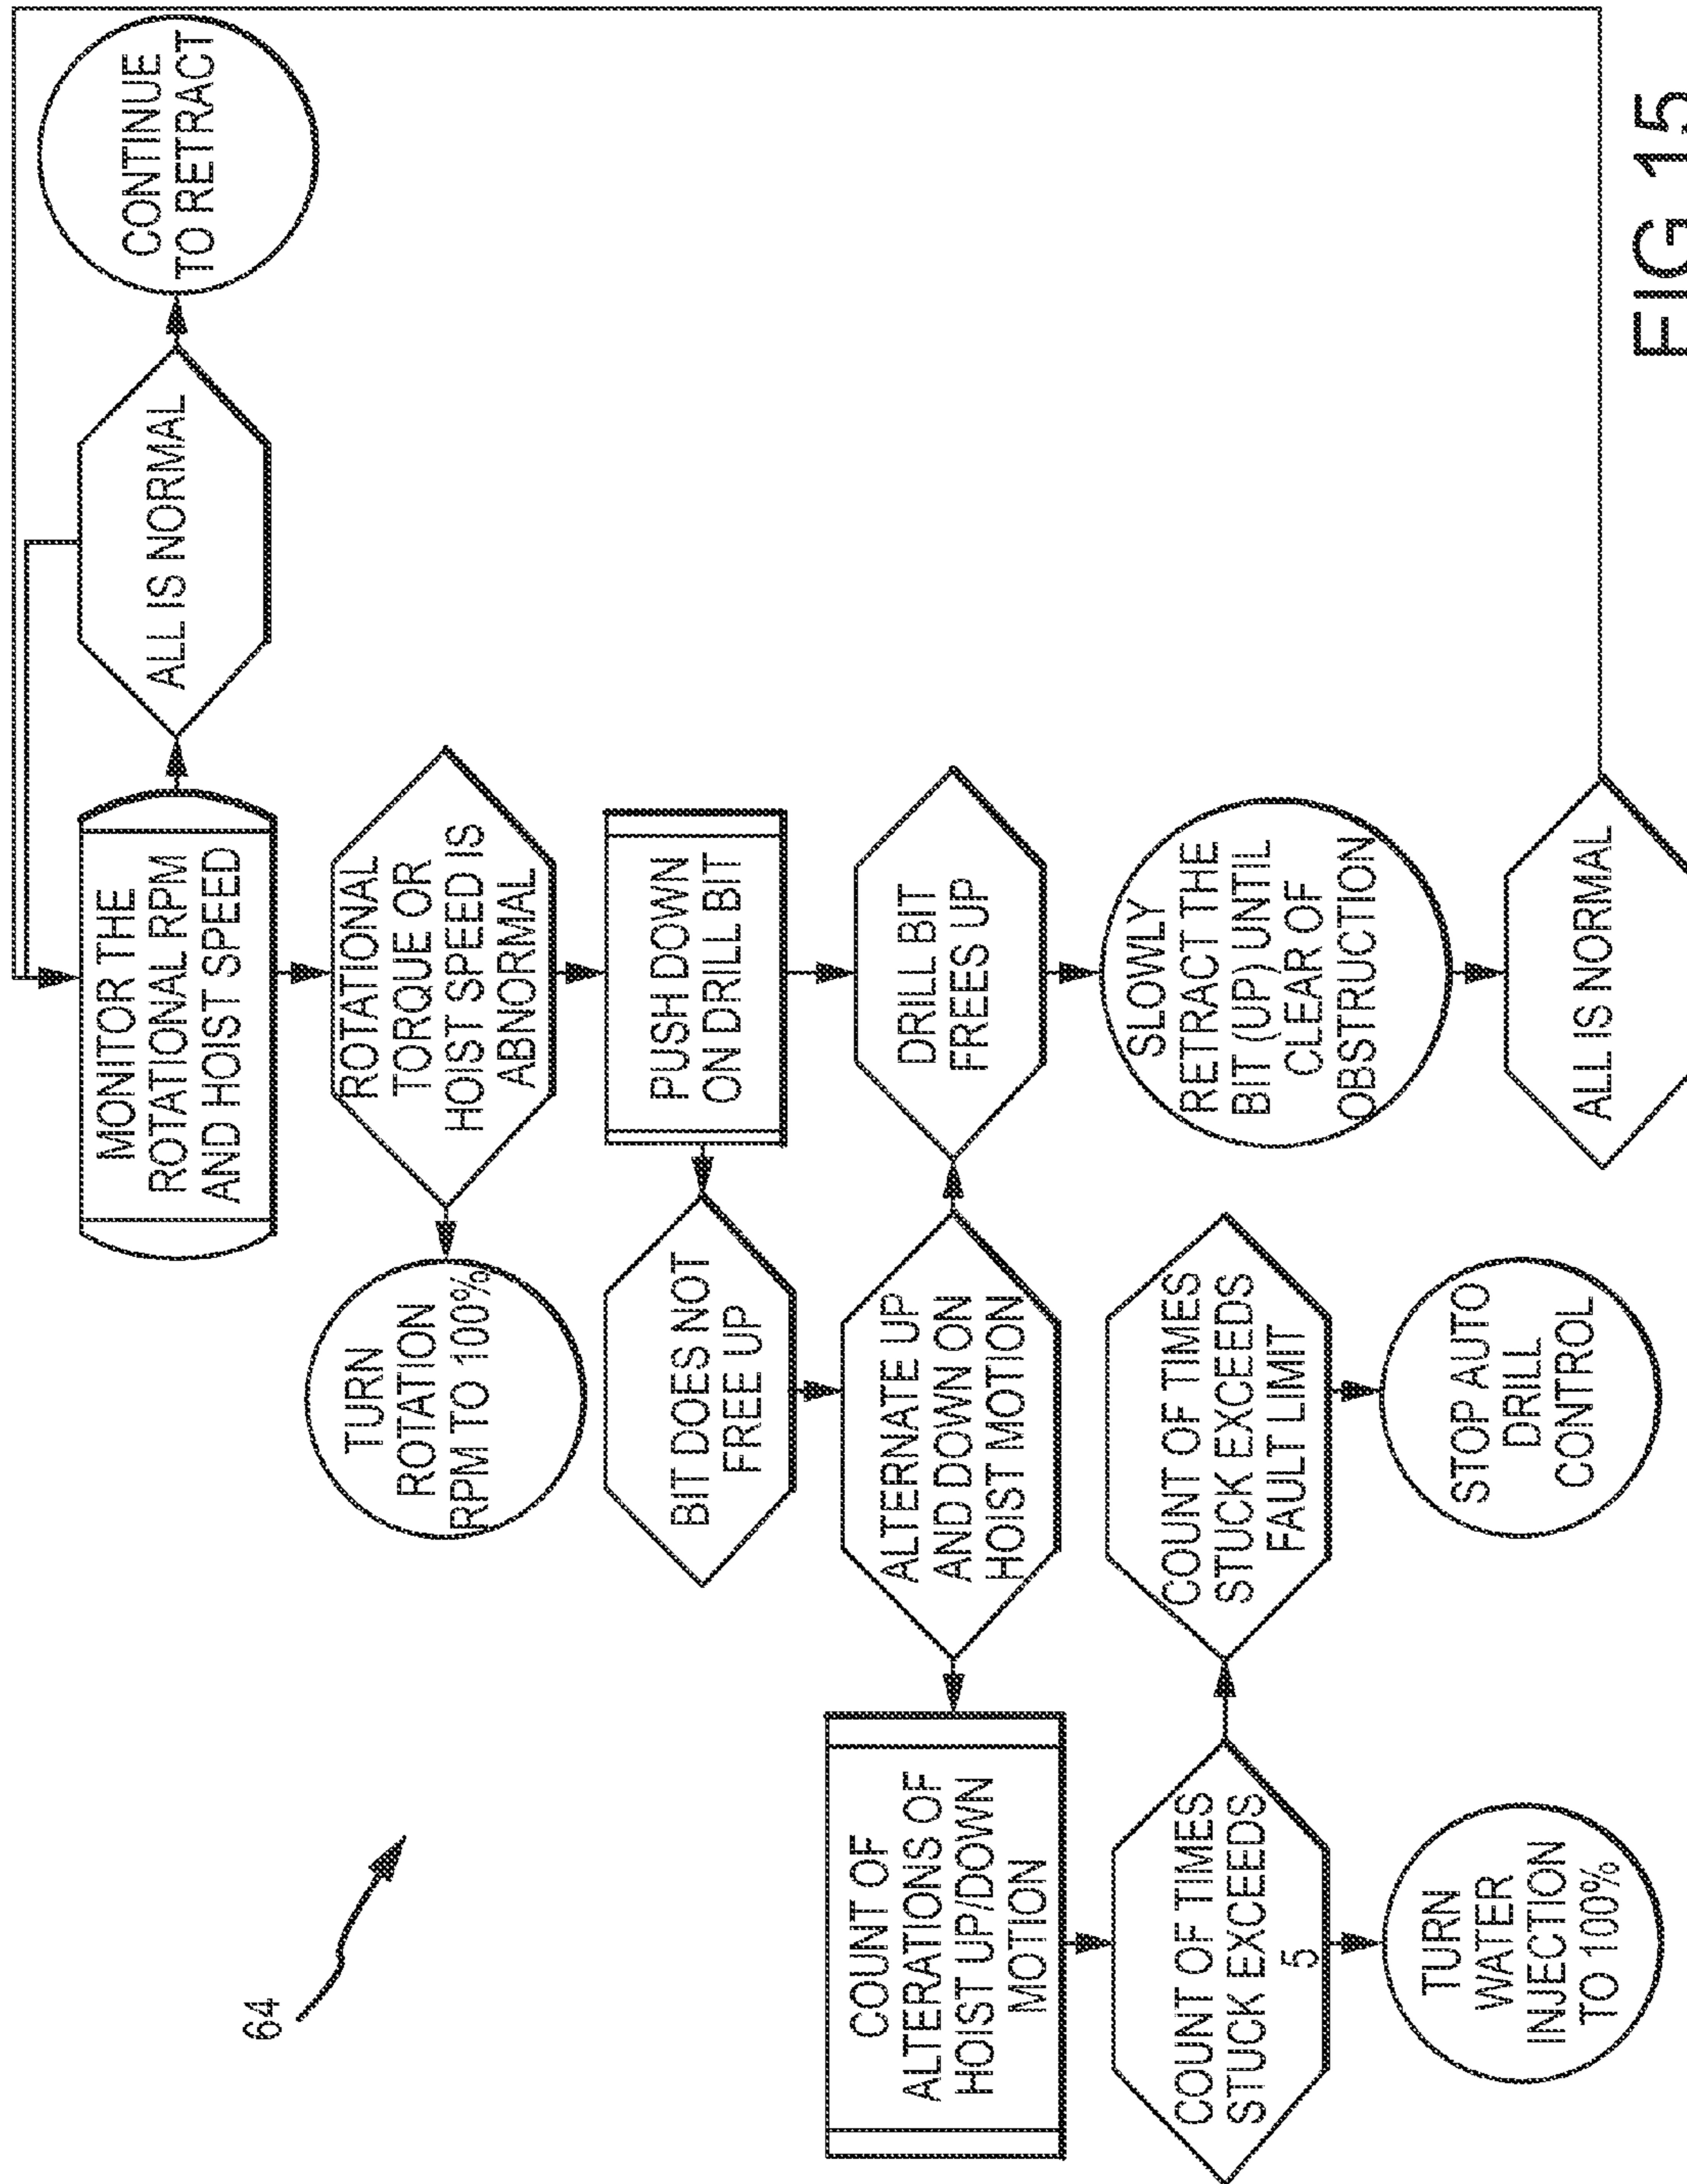 64
MONITOR THE
ROTATIONAL RPM
AND HOIST SPEED
ALL IS NORMAL
CONTINUE
TO RETRACT
TURN
ROTATION
RPM TO 100%
ROTATIONAL
TORQUE OR
HOIST SPEED IS
ABNORMAL
BIT DOES NOT
FREE UP
PUSH DOWN
ON DRILL BIT
COUNT OF
ALTERATIONS OF
HOIST UP/DOWN
MOTION
ALTERNATE UP
AND DOWN ON
HOIST MOTION
DRILL BIT
FREES UP
COUNT OF TIMES
STUCK EXCEEDS
5
COUNT OF TIMES
STUCK EXCEEDS
FAULT LIMIT
SLOWLY
RETRACT THE
BIT (UP) UNTIL
CLEAR OF
OBSTRUCTION
TURN
WATER
INJECTION
TO 100%
STOP AUTO
DRILL
CONTROL
ALL IS NORMAL
FIG 15